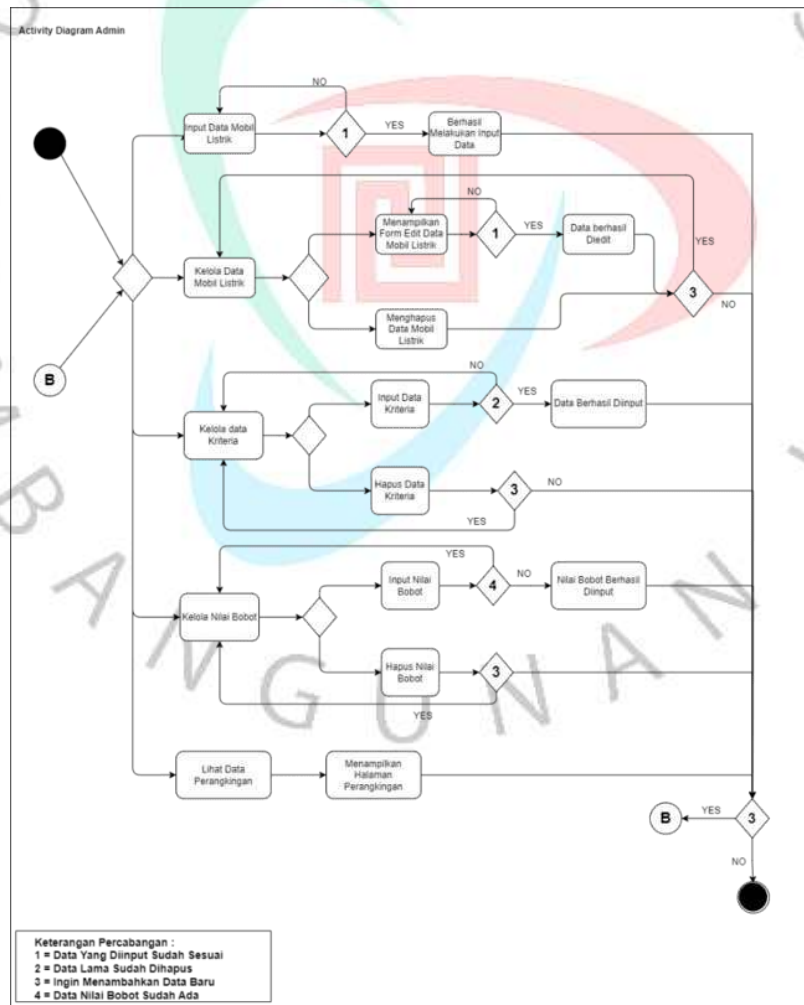 Activity Diagram Admin
NO
Input Data Mobil
Listrik
1
YES
Berhasil
Melakukan Input
Data
NO
Menampilkan
Form Edit Data
Mobil Listrik
1
YES
Data berhasil
Diedit
YES
Kelola Data
Mobil Listrik
3
NO
Menghapus
Data Mobil
Listrik
B
NO
Input Data
Kriteria
2
YES
Data Berhasil Diinput
Kelola data
Kriteria
Hapus Data
Kriteria
3
NO
YES
YES
Input Nilai
Bobot
4
NO
Nilai Bobot Berhasil
Diinput
Kelola Nilai Bobot
Hapus Nilai
Bobot
3
YES
Lihat Data
Perangkingan
Menampilkan
Halaman
Perangkingan
B
YES
3
NO
Keterangan Percabangan :
1 = Data Yang Diinput Sudah Sesuai
2 = Data Lama Sudah Dihapus
3 = Ingin Menambahkan Data Baru
4 = Data Nilai Bobot Sudah Ada
BANGUNAN